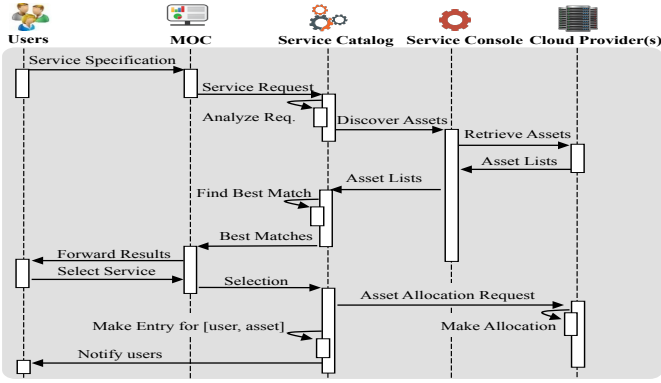 Users
MOC
Service Catalog
Service Console
Cloud Provider(s)
Service Specification
Service Request
Analyze Req.
Discover Assets
Retrieve Assets
Asset Lists
Asset Lists
Find Best Match
Best Matches
Forward Results
Select Service
Selection
Asset Allocation Request
Make Entry for [user, asset]
Make Allocation
Notify users